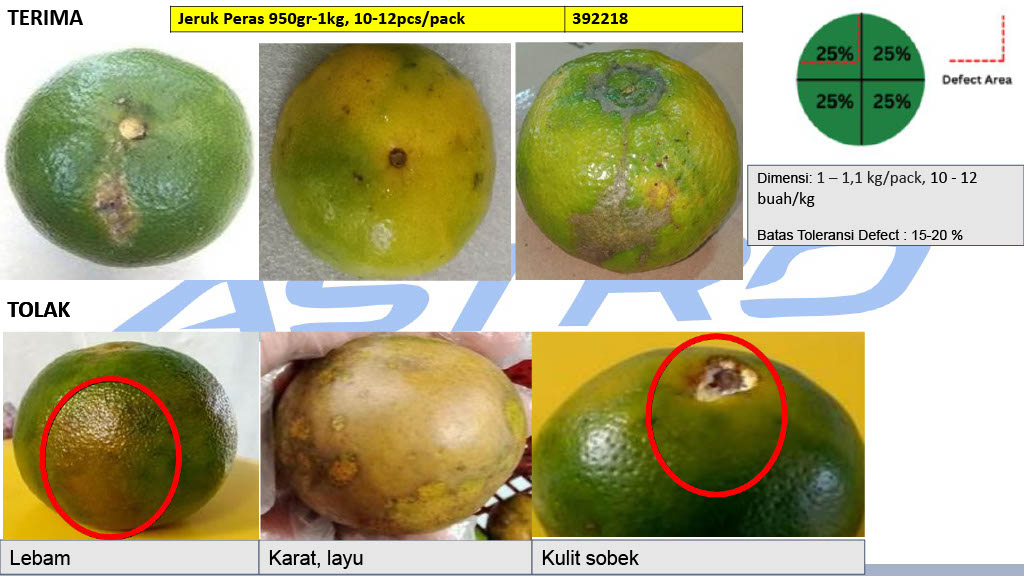 TERIMA
Jeruk Peras 950gr-1kg, 10-12pcs/pack 392218
25% 25%
25% 25%
Defect Area
Dimensi: 1 – 1,1 kg/pack, 10 - 12
buah/kg
Batas Toleransi Defect : 15-20 %
ASTRO
TOLAK
Lebam
Karat, layu
Kulit sobek